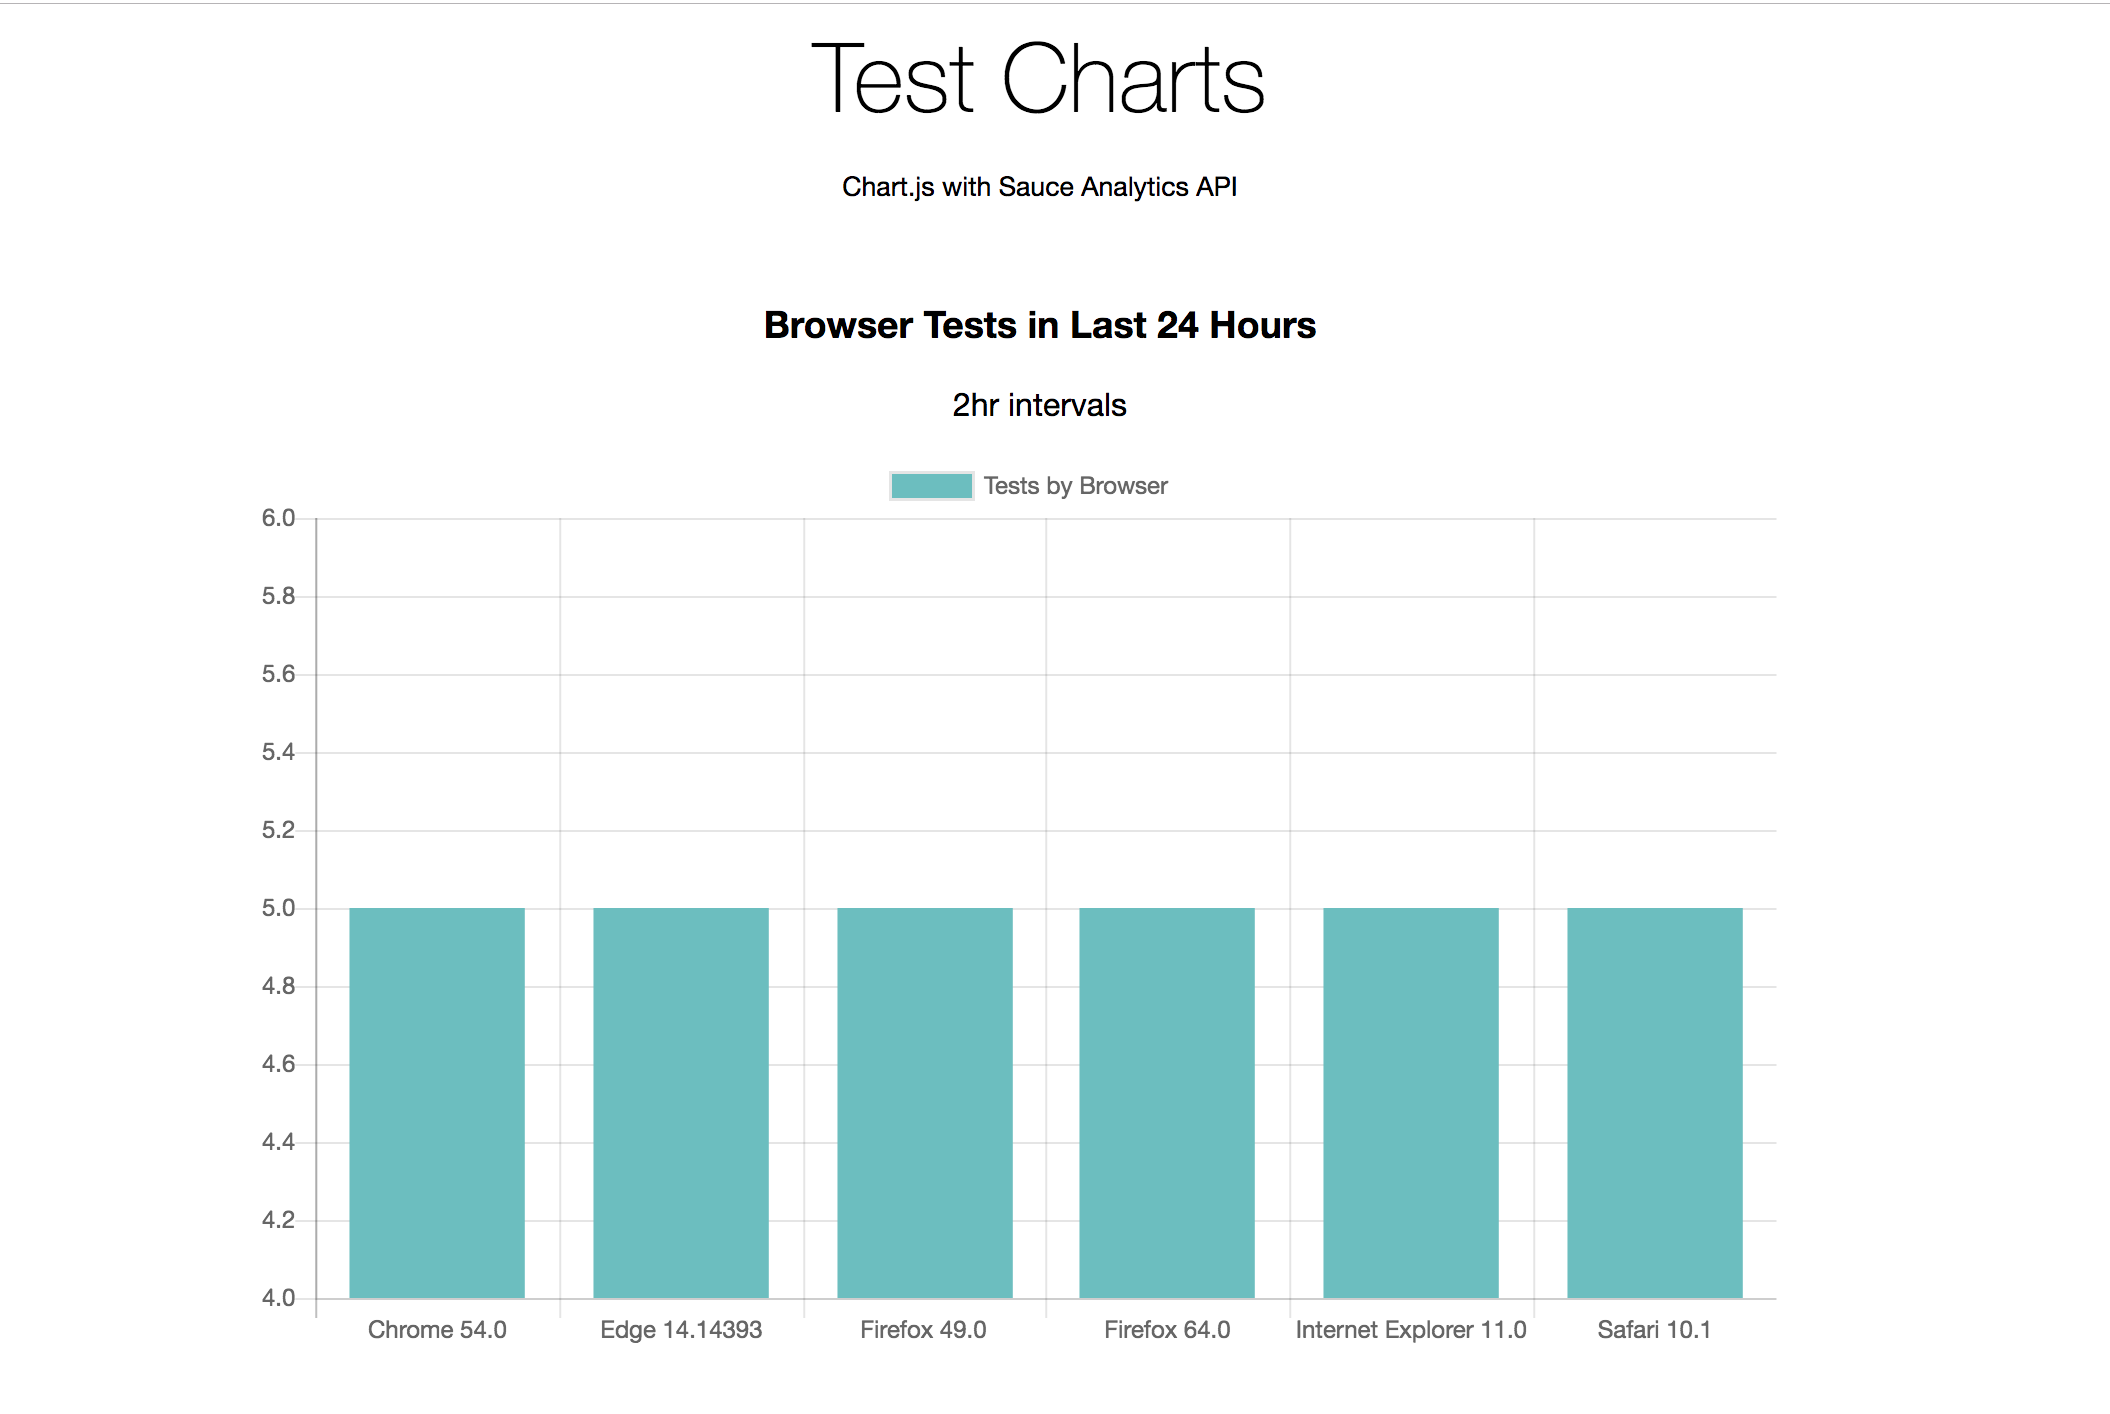 Test Charts
Chart.js with Sauce Analytics API
Browser Tests in Last 24 Hours
2hr intervals
Tests by Browser
6.0
5.8
5.6
5.4
5.2
5.0
4.8
4.6
4.4
4.2
4.0
Chrome 54.0 Edge 14.14393 Firefox 49.0 Firefox 64.0 Internet Explorer 11.0 Safari 10.1